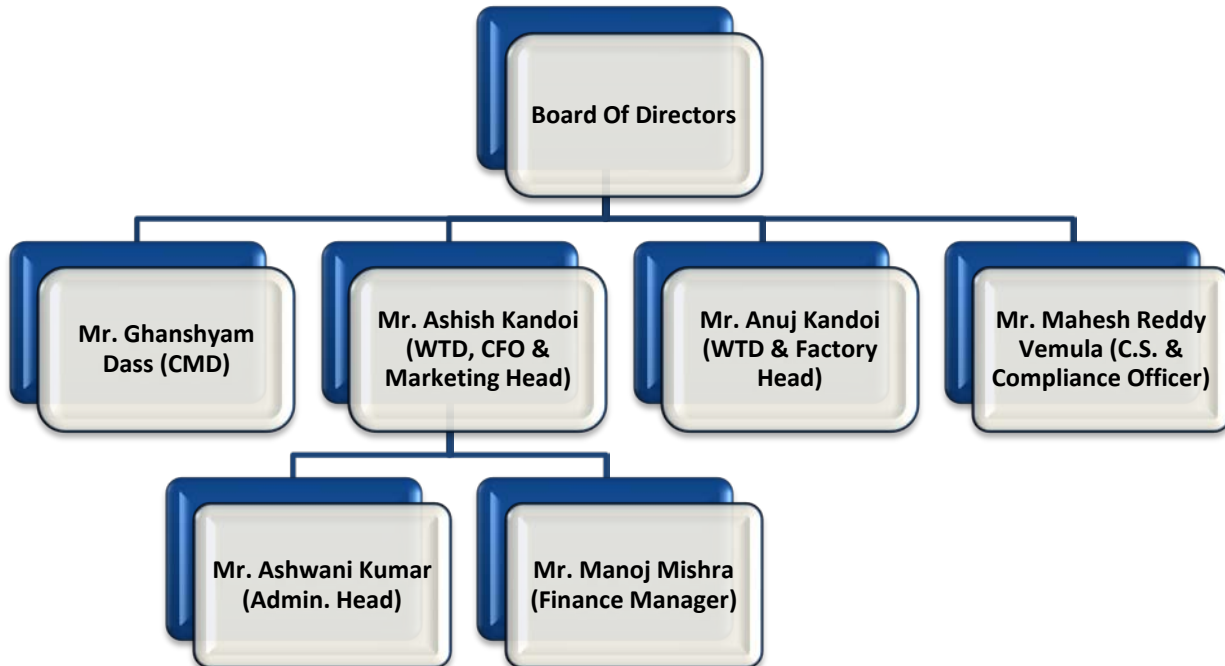 Board Of Directors
Mr. Ghanshyam
Dass (CMD)
Mr. Ashish Kandoi
(WTD, CFO &
Marketing Head)
Mr. Anuj Kandoi
(WTD & Factory
Head)
Mr. Mahesh Reddy
Vemula (C.S. &
Compliance Officer)
Mr. Ashwani Kumar
(Admin. Head)
Mr. Manoj Mishra
(Finance Manager)